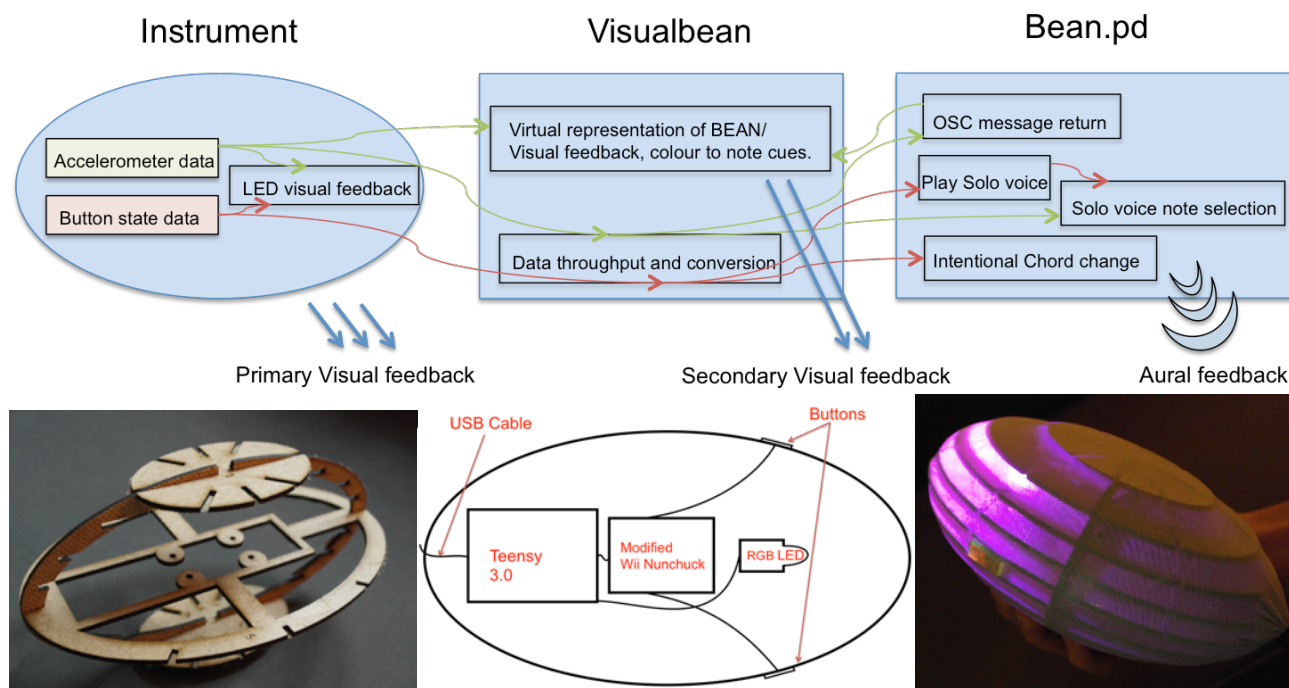 Instrument
Visualbean
Bean.pd
Accelerometer data
LED visual feedback
Button state data
Virtual representation of BEAN/
Visual feedback, colour to note cues.
Data throughput and conversion
OSC message return
Play Solo voice
Solo voice note selection
Intentional Chord change
Primary Visual feedback
Secondary Visual feedback
Aural feedback
USB Cable
Buttons
Teensy
3.0
Modified
Wii Nunchuck
RGB LED